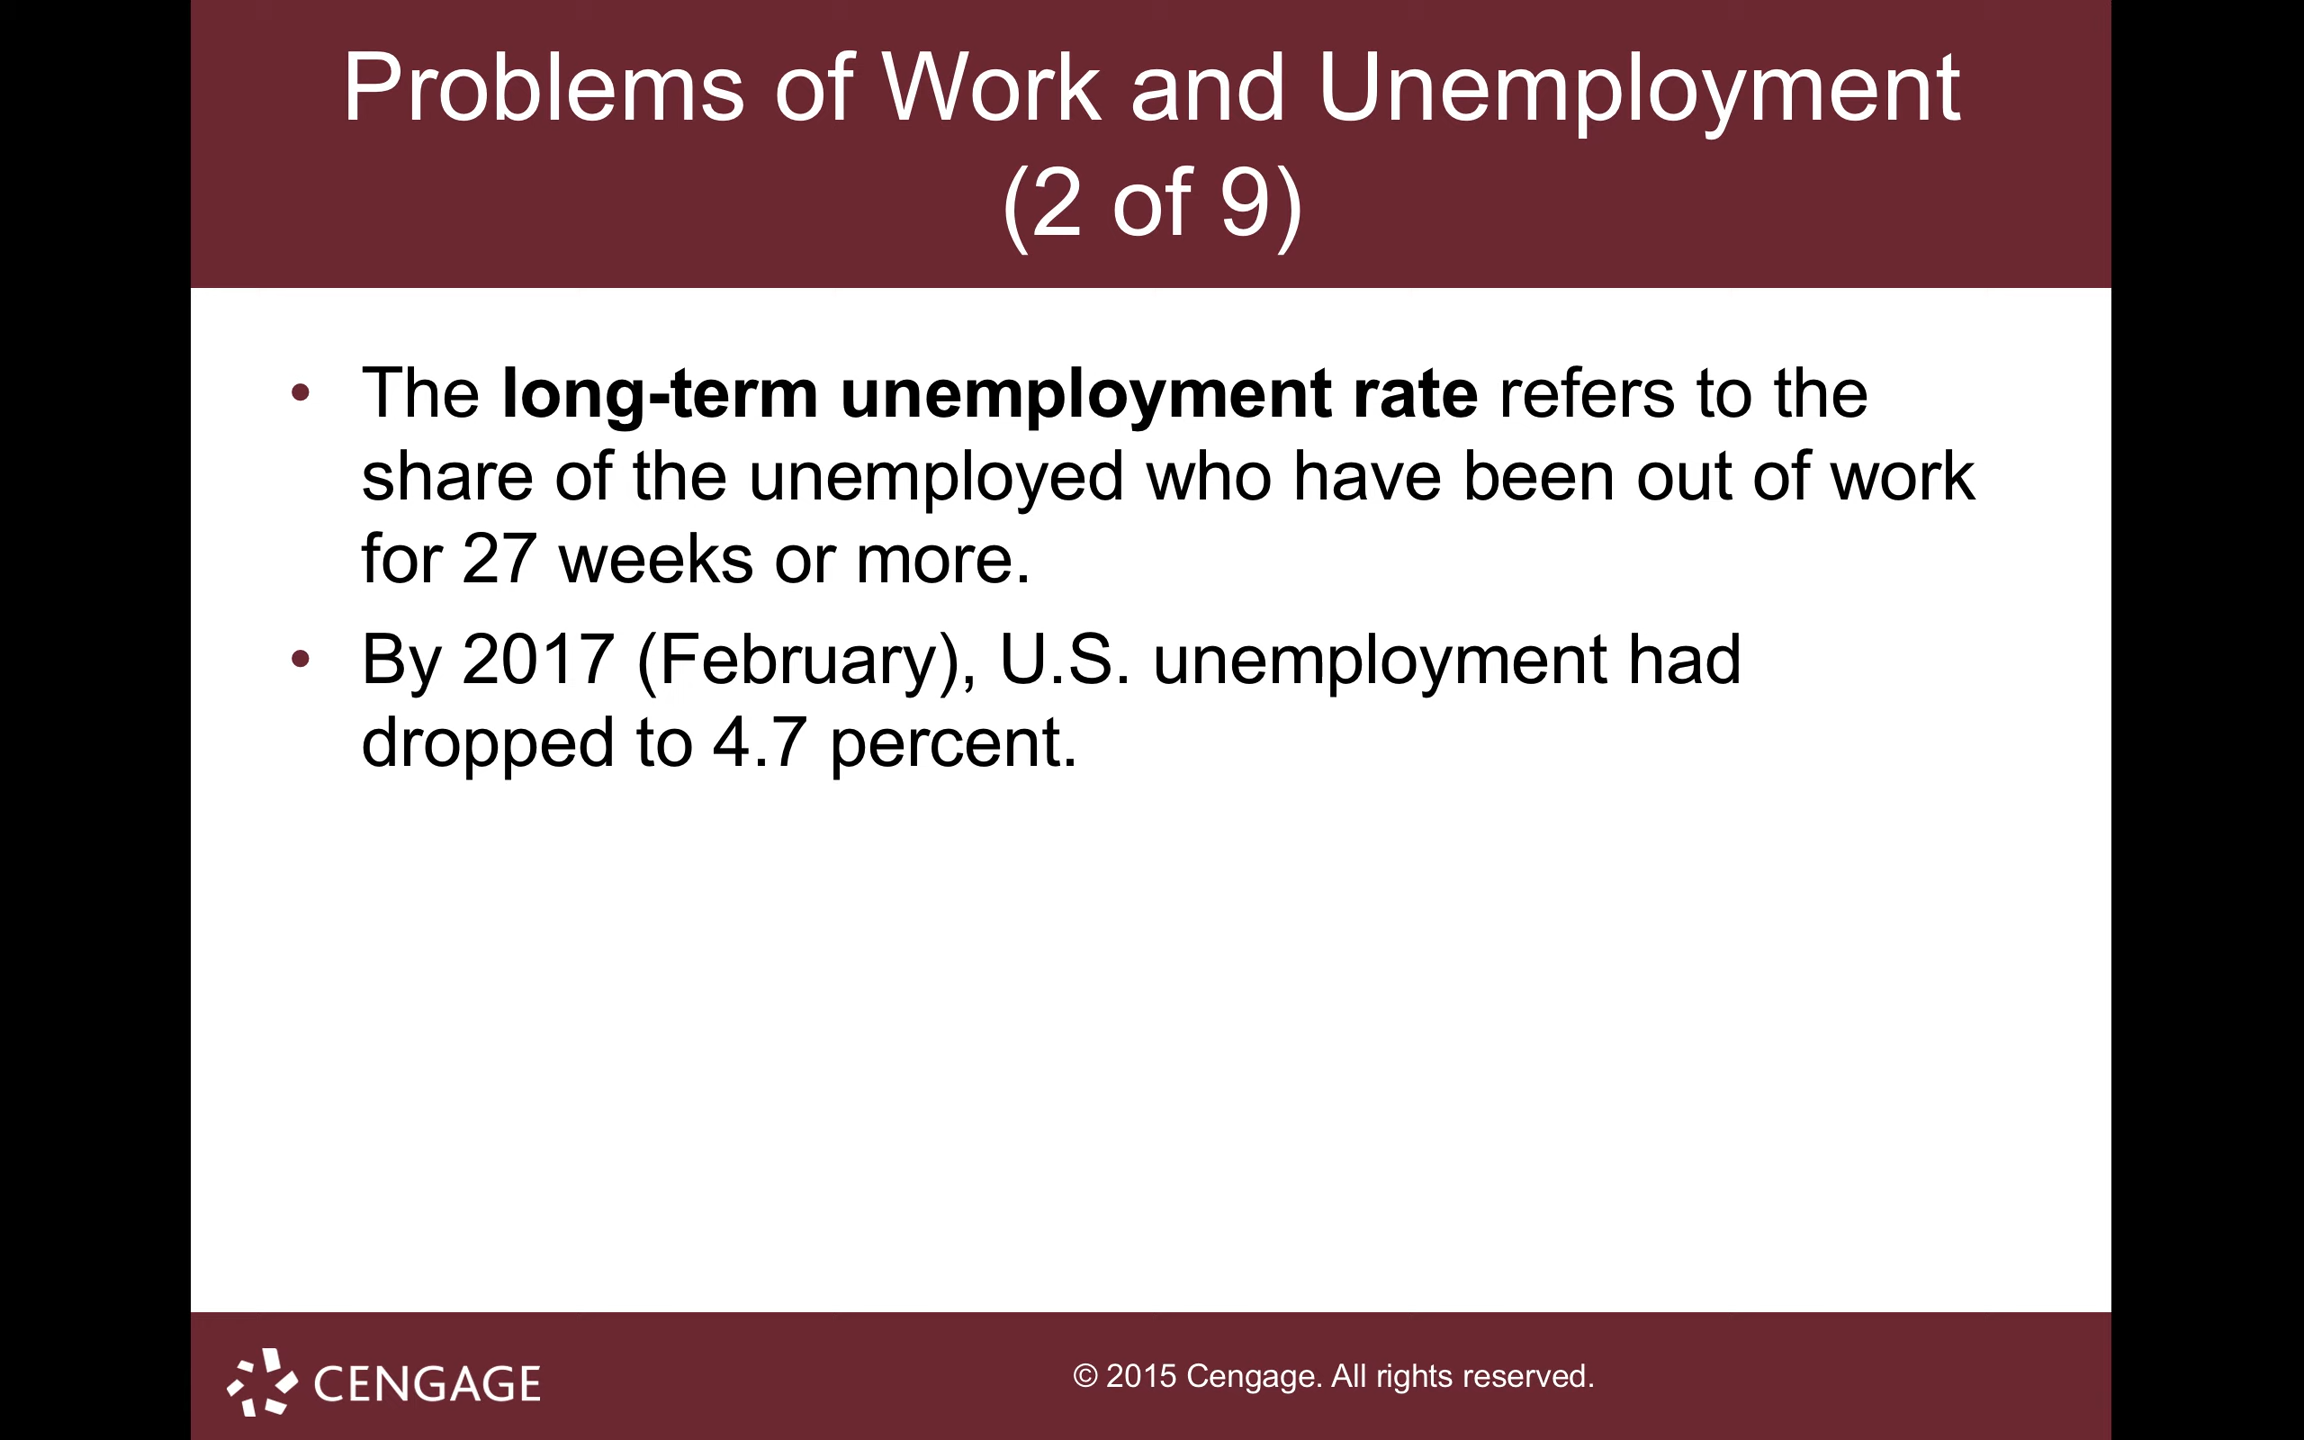 Problems of Work and Unemployment
(2 of 9)
• The long-term unemployment rate refers to the
share of the unemployed who have been out of work
for 27 weeks or more.
• By 2017 (February), U.S. unemployment had
dropped to 4.7 percent.
CENGAGE
© 2015 Cengage. All rights reserved.